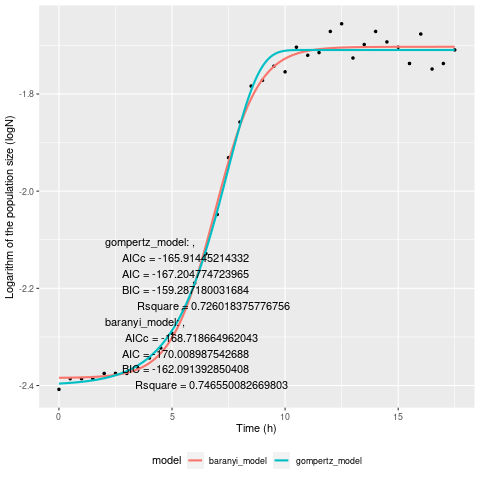 -1.8
-2.0
-2.2
-2.4
Logarithm of the population size (logN)
gompertz_model: ,
AICc = -165.91445214332
AIC = -167.204774723965
BIC = -159.287180031684
Rsquare = 0.726018375776756
baranyi_model: ,
AICc = -168.718664962043
AIC = -170.008987542688
BIC = -162.091392850408
Rsquare = 0.746550082669803
0 5 10 15
Time (h)
model baranyi_model gompertz_model